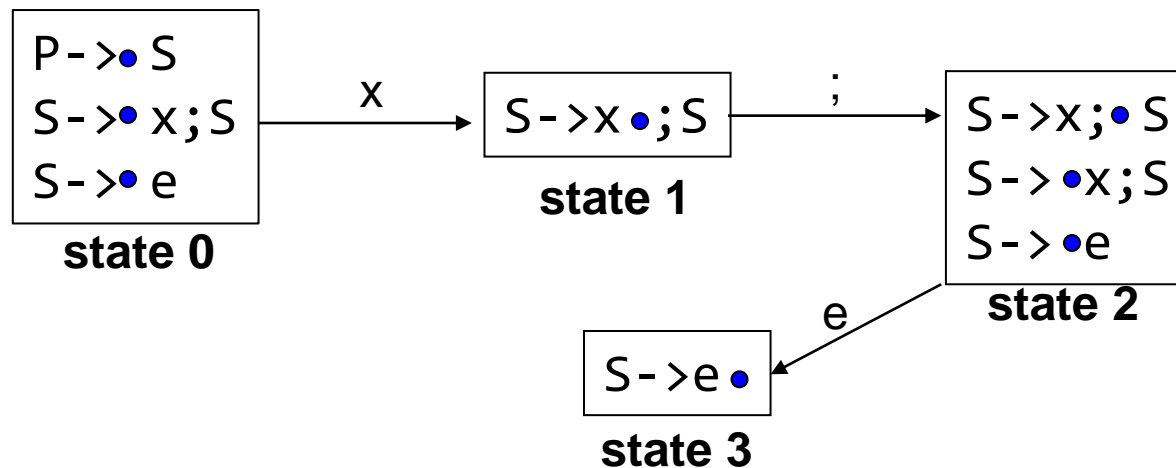 P->• S
S->• x;S
S->• e
state 0
x
S->x •;S
state 1
;
S->x;• S
S-> •x;S
S-> •e
state 2
e
S->e •
state 3